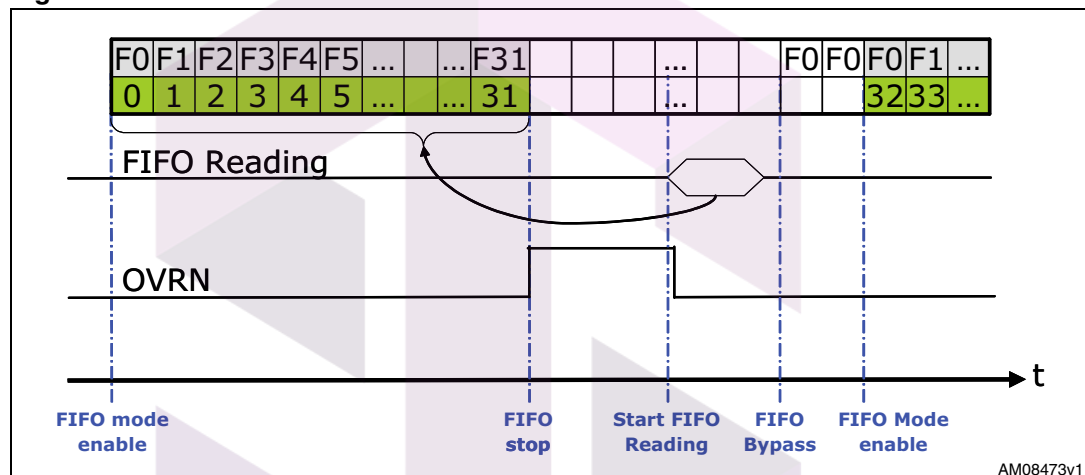 F0 F1 F2 F3 F4 F5 ... ... F31 ... F0 F0 F0 F1 ...
0 1 2 3 4 5 ... ... 31 ... 32 33 ...
FIFO Reading
OVRN
t
FIFO mode enable
FIFO stop
Start FIFO Reading
FIFO Bypass
FIFO Mode enable
AM08473v1